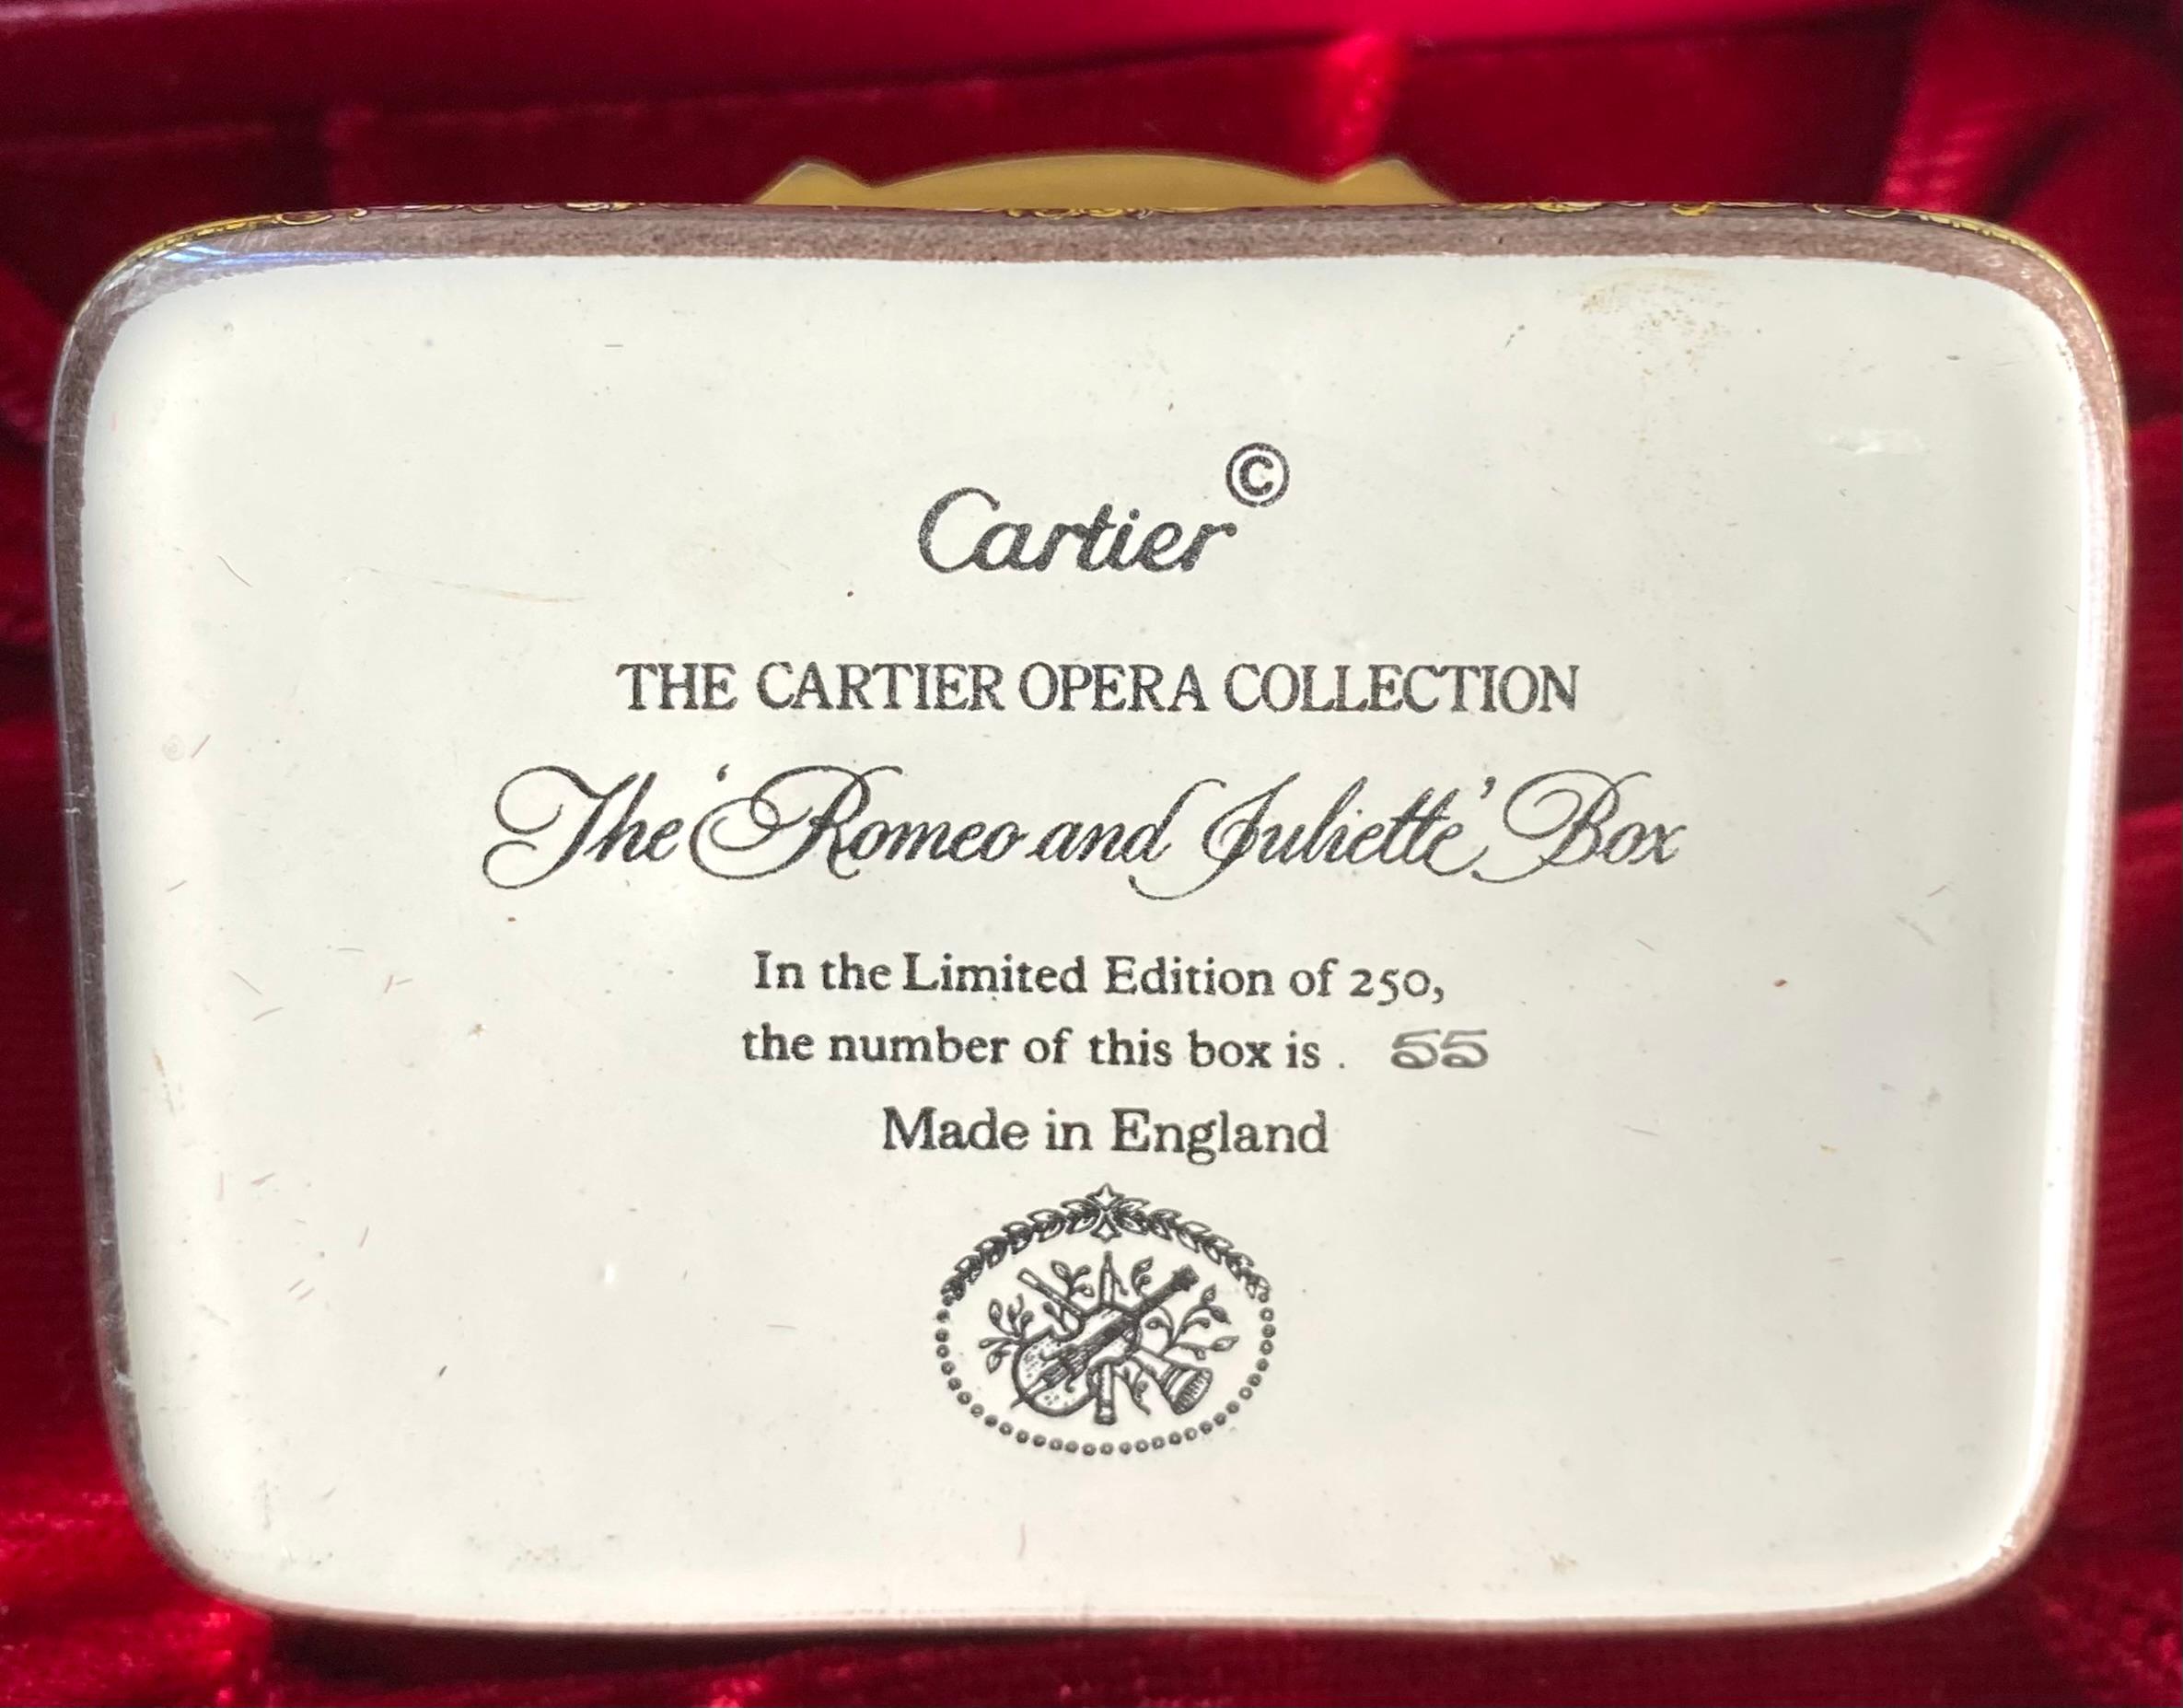 Cartier©
THE CARTIER OPERA COLLECTION
The 'Romeo and Juliette' Box
In the Limited Edition of 250,
the number of this box is . 55
Made in England